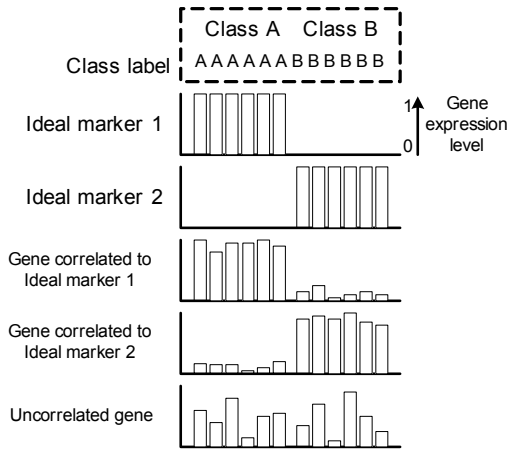 Class A Class B
Class label
A A A A A A B B B B B B
Ideal marker 1
1
0
Gene
expression
level
Ideal marker 2
Gene correlated to
Ideal marker 1
Gene correlated to
Ideal marker 2
Uncorrelated gene